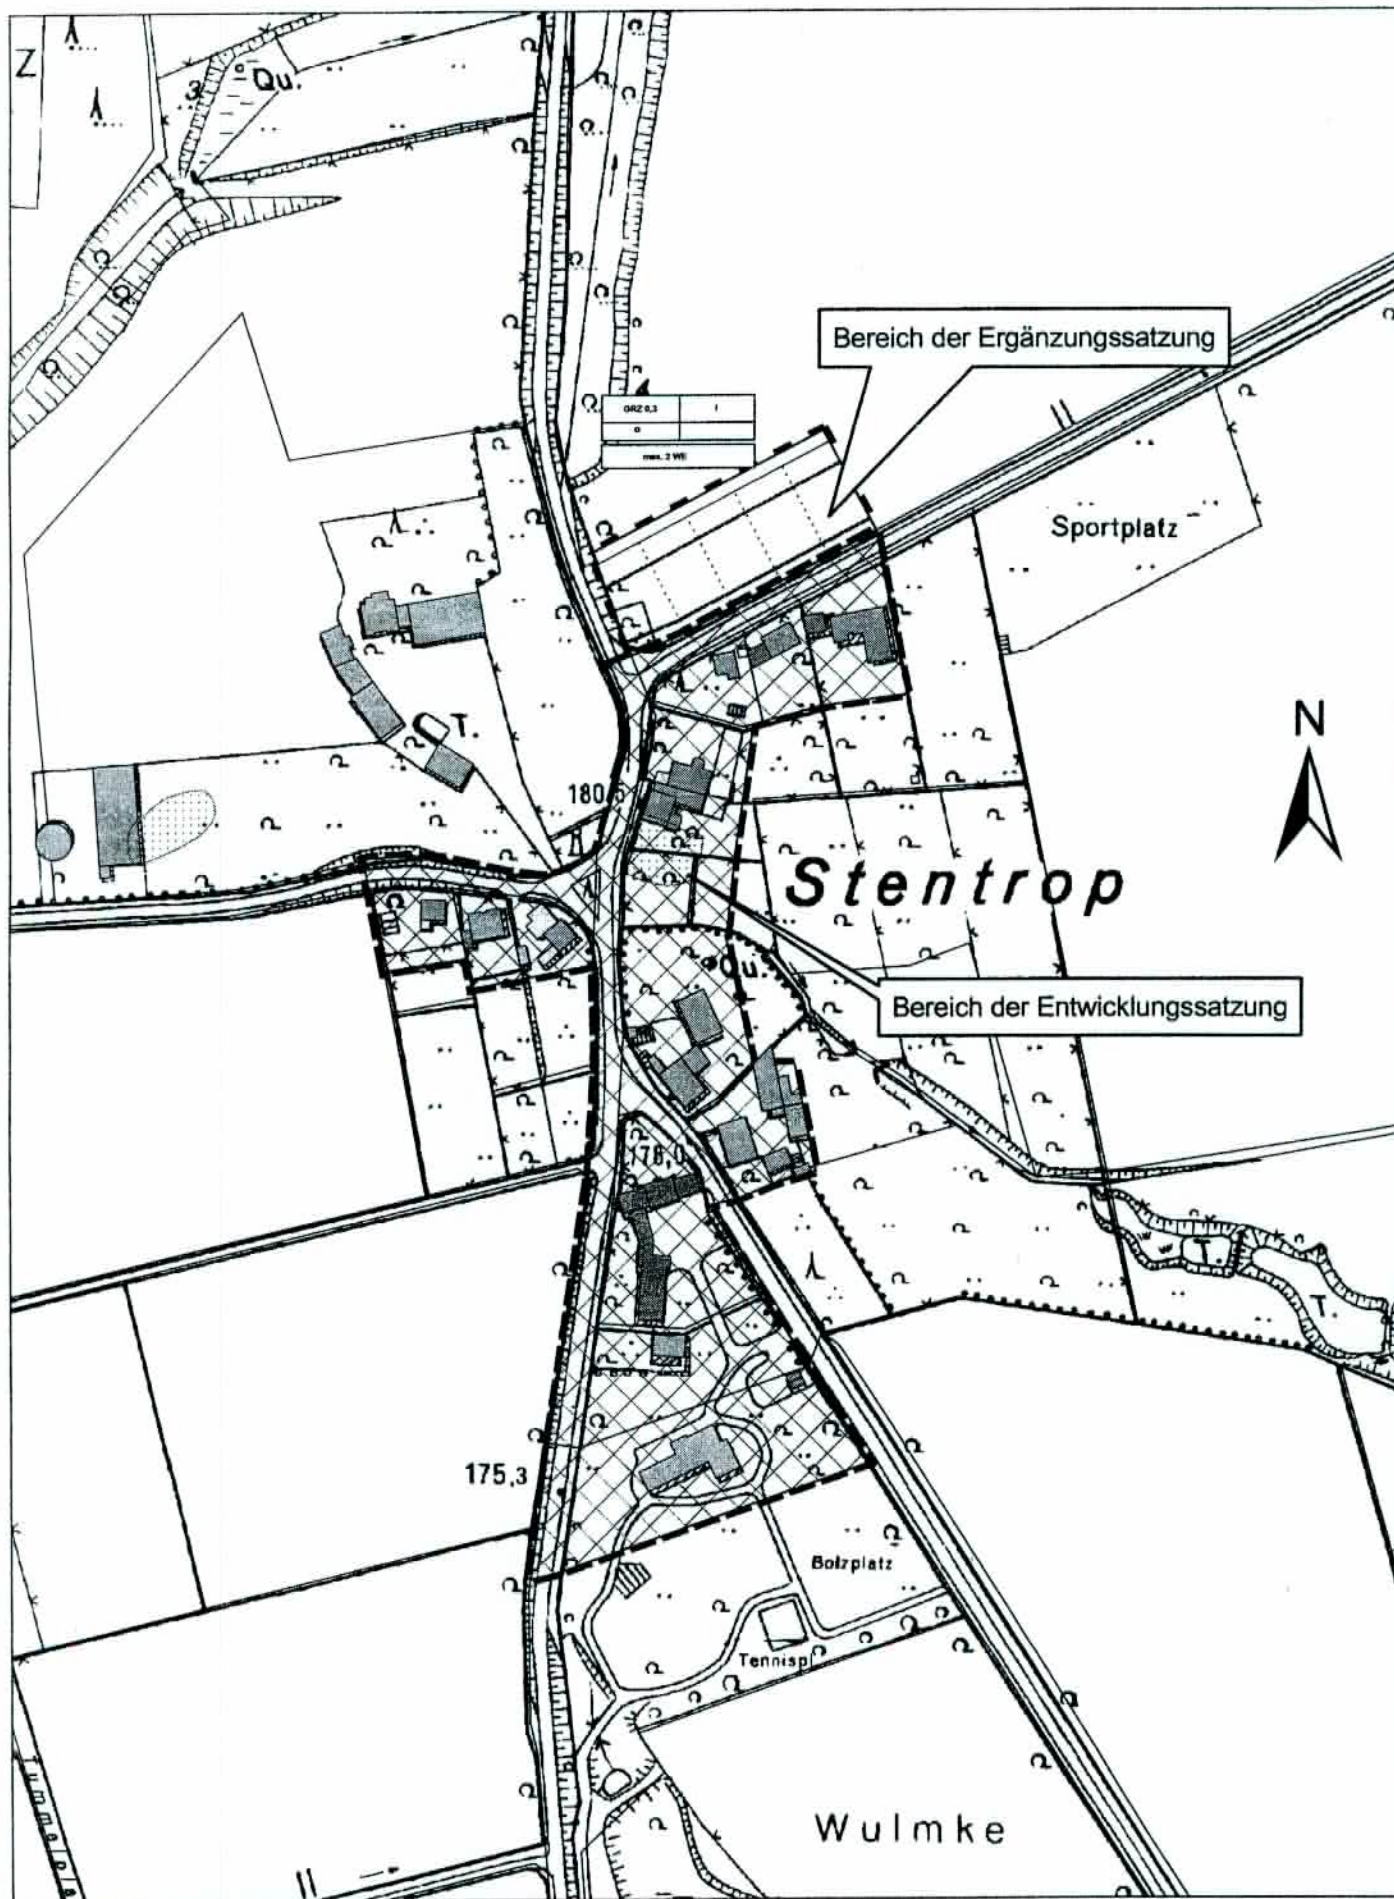 Z
3
Qu.
Bereich der Ergänzungssatzung
GRZ 0,3 I
o
max. 2 WE
Sportplatz
N
T.
180,5
Stentrop
Qu.
Bereich der Entwicklungssatzung
176,0
T.
T.
175,3
Bolzplatz
Tennispl
Wulmke